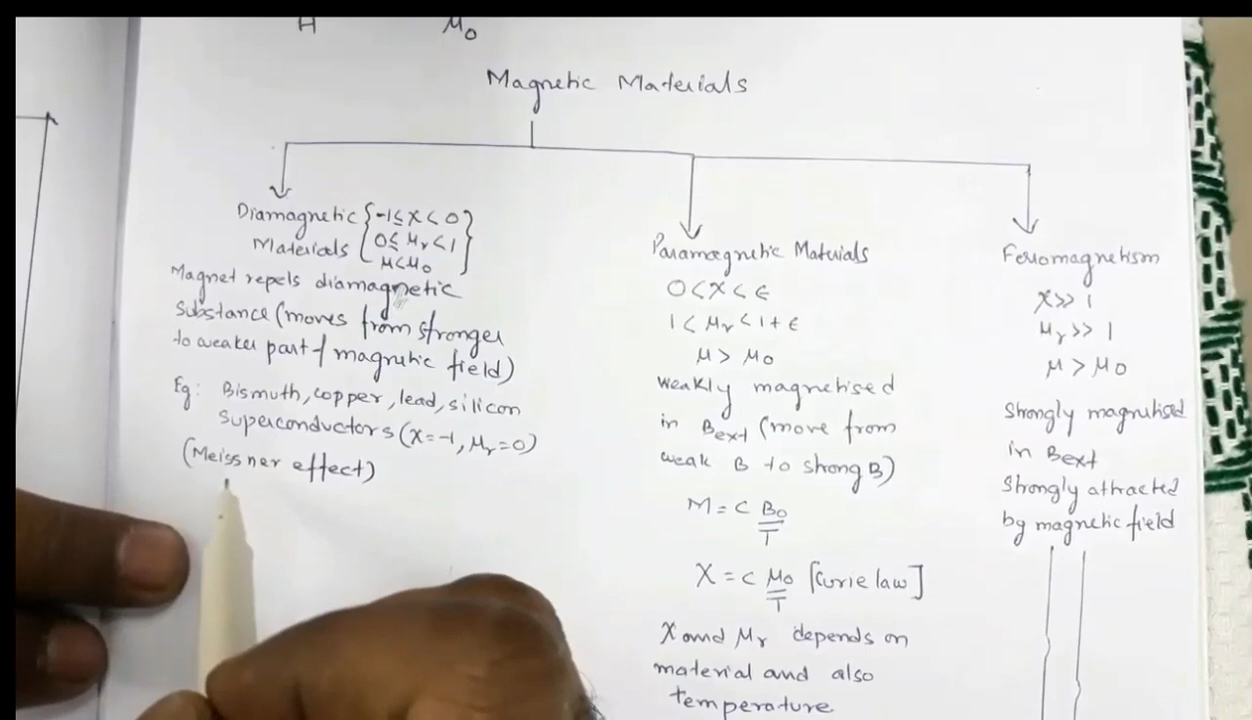 H μ₀
Magnetic Materials
Diamagnetic {-1≤χ<0}
Materials {0≤ μr<1}
μ<μ₀
Magnet repels diamagnetic
Substance (moves from stronger
to weaker part of magnetic field)
Eg: Bismuth, copper, lead, silicon
Superconductors (χ=-1, μr=0)
(Meissner effect)
Paramagnetic Materials
0<χ<ε
1<μr<1+ε
μ> μ₀
Weakly magnetised
in Bext (move from
weak B to strong B)
M = C B₀/T
χ = C μ₀/T [Curie law]
χ and μr depends on
material and also
temperature
Ferromagnetism
χ>> 1
μr >> 1
μ > μ₀
Strongly magnetised
in Bext
Strongly attracted
by magnetic field